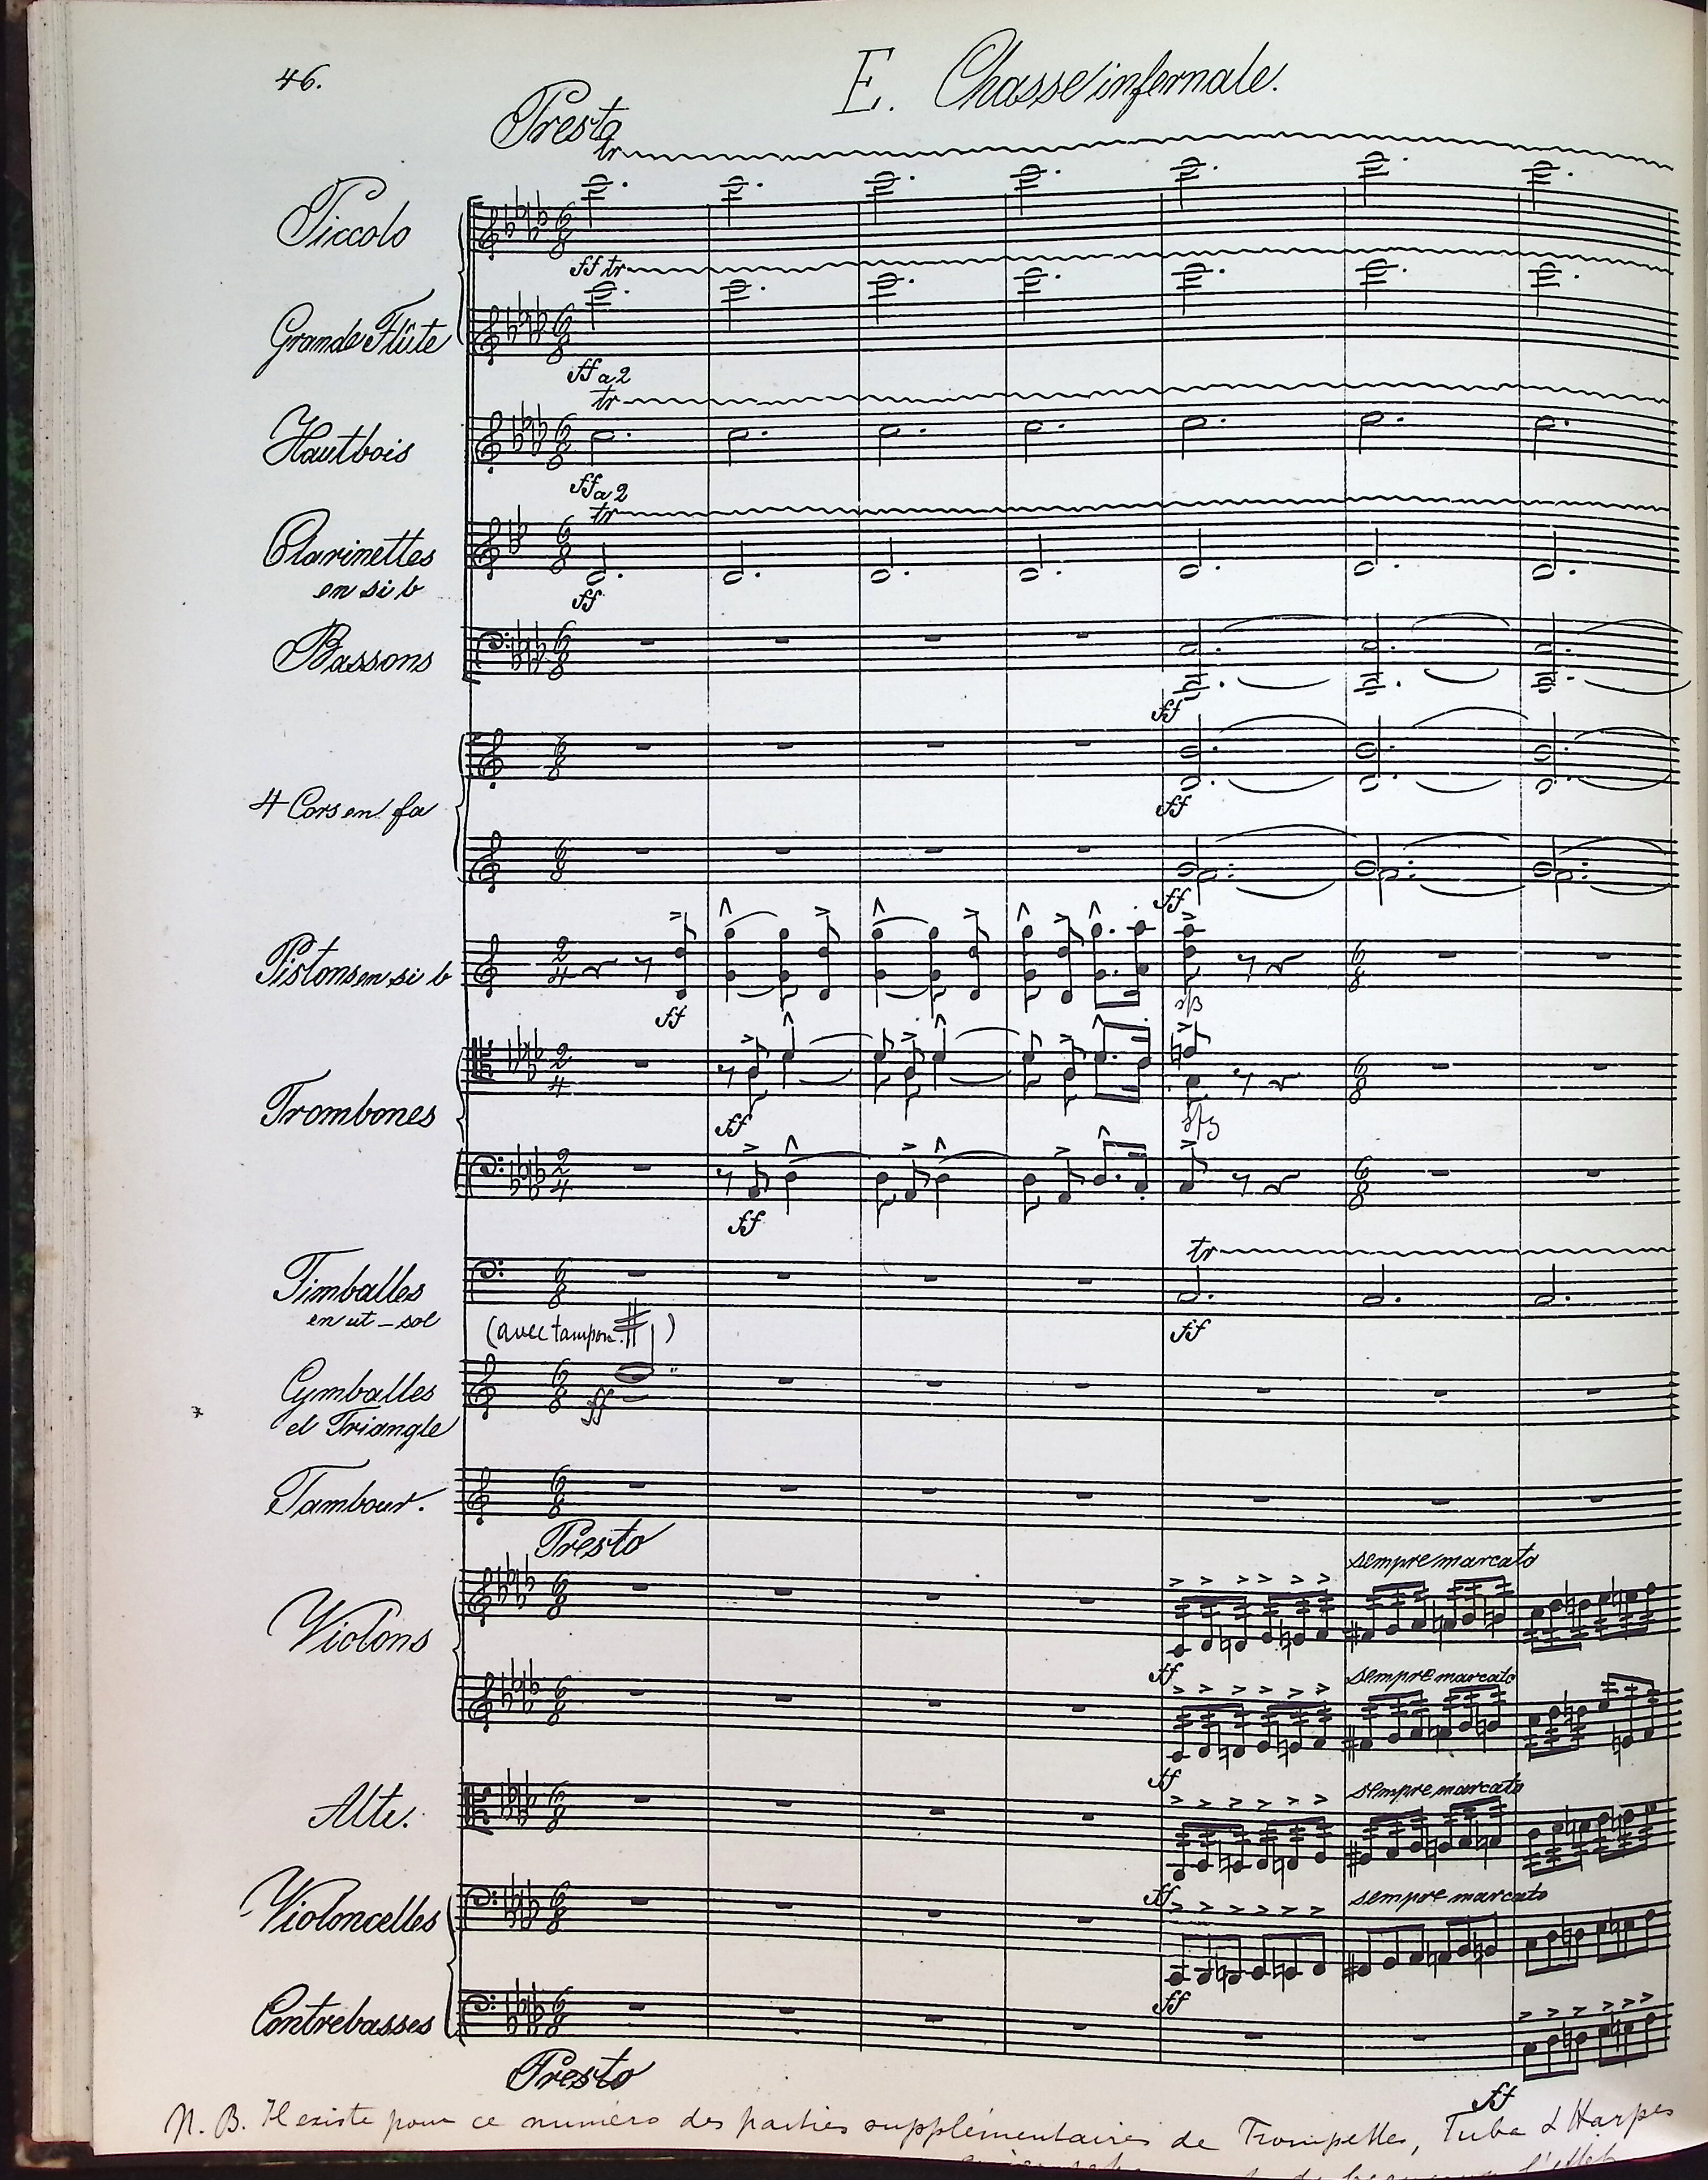 46.
E. Chasse infernale.
Presto
tr
Piccolo
ff tr
Grande Flûte
ff a 2
tr
Hautbois
ff a 2
tr
Clarinettes
en si b
ff
Bassons
ff
4 Cors en fa
ff
ff
Pistons en si b
ff
sfz
Trombones
ff
sfz
ff
tr
Timballes
en ut - sol
ff
(avec tampon)
Cymballes
et Triangle
ff
Tambour.
Presto
sempre marcato
Violons
ff
sempre marcato
ff
sempre marcato
Alte.
ff
sempre marcato
Violoncelles
ff
Contrebasses
Presto
ff
N. B. Il existe pour ce numéro des parties supplémentaires de Trompettes, Tuba & Harpes